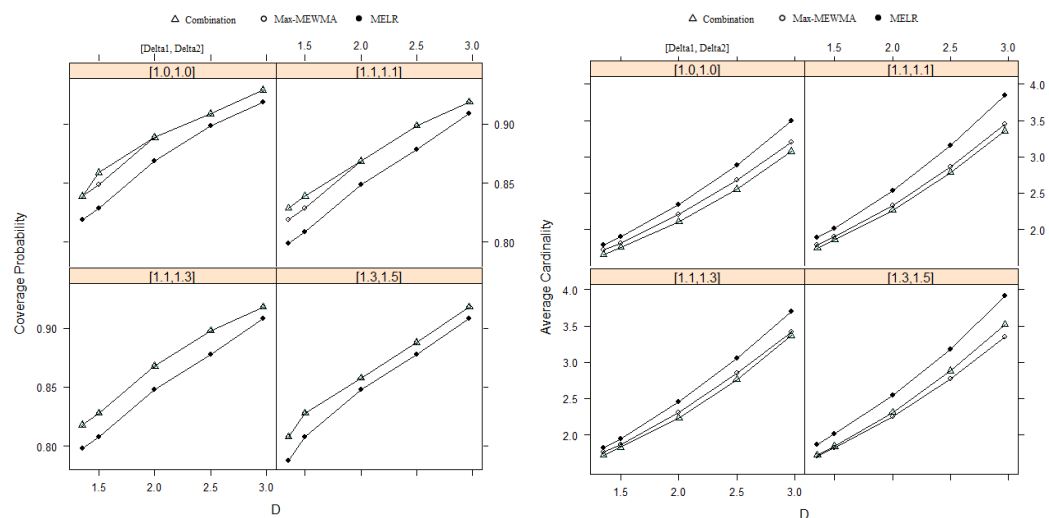 Combination Max-MEWMA MELR
[Delta1, Delta2]
1.5 2.0 3.0
[1.0,1.0] [1.1,1.1]
0.90
0.85
0.80
[1.1,1.3] [1.3,1.5]
0.90
0.85
0.80
Coverage Probability
1.5 2.0 2.5 3.0
D
Combination Max-MEWMA MELR
[Delta1, Delta2]
1.5 2.0 2.5 3.0
[1.0,1.0] [1.1,1.1]
4.0
3.5
3.0
2.5
2.0
[1.1,1.3] [1.3,1.5]
4.0
3.5
3.0
2.5
2.0
Average Cardinality
1.5 2.0 2.5 3.0
D